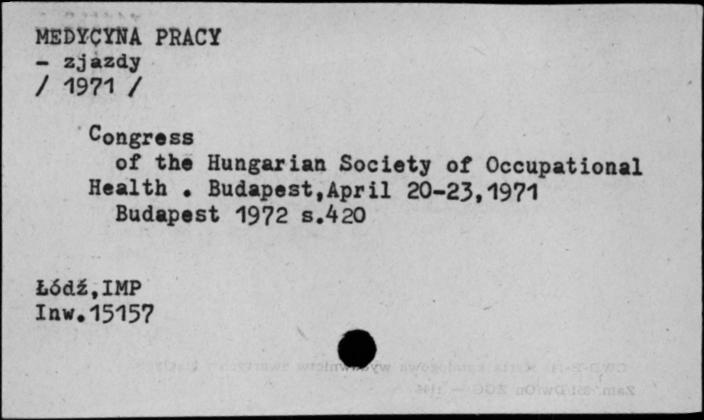 MEDYCYNA PRACY
- zjazdy
/ 1971 /
Congress
of the Hungarian Society of Occupational
Health . Budapest,April 20-23,1971
Budapest 1972 s.420
Łódź,IMP
Inw.15157